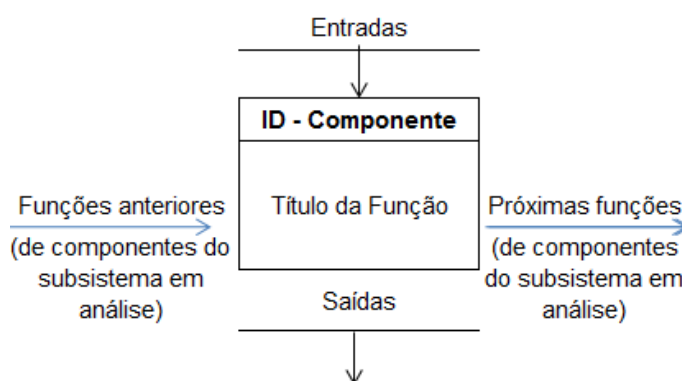 Entradas
ID - Componente
Funções anteriores
(de componentes do
subsistema em
análise)
Título da Função
Próximas funções
(de componentes
do subsistema em
análise)
Saídas